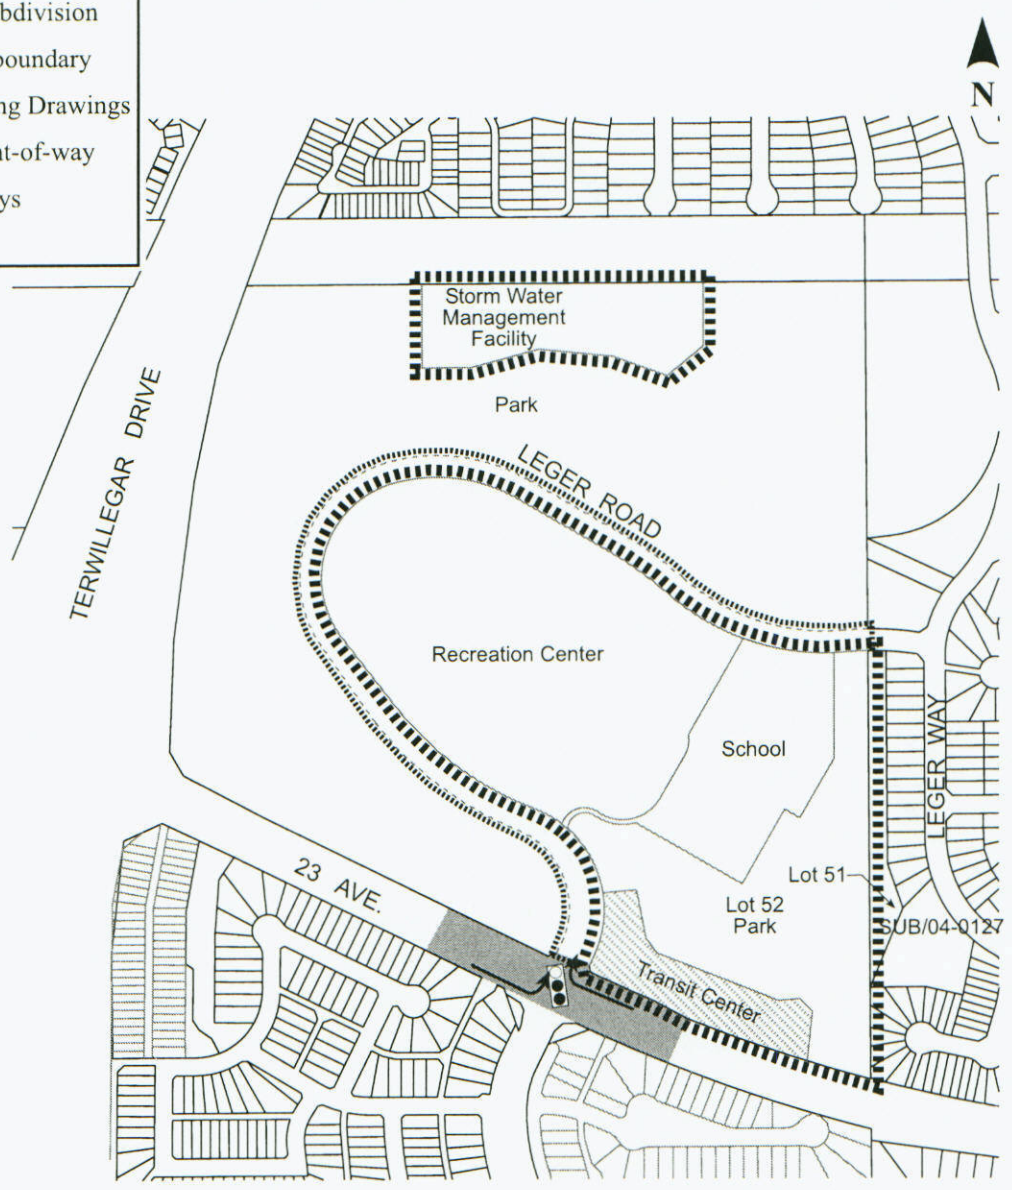 bdivision
boundary
ng Drawings
nt-of-way
ys
N
Storm Water
Management
Facility
Park
TERWILLEGAR DRIVE
LEGER ROAD
Recreation Center
School
LEGER WAY
23 AVE.
Lot 51
Lot 52
Park
SUB/04-0127
Transit Center